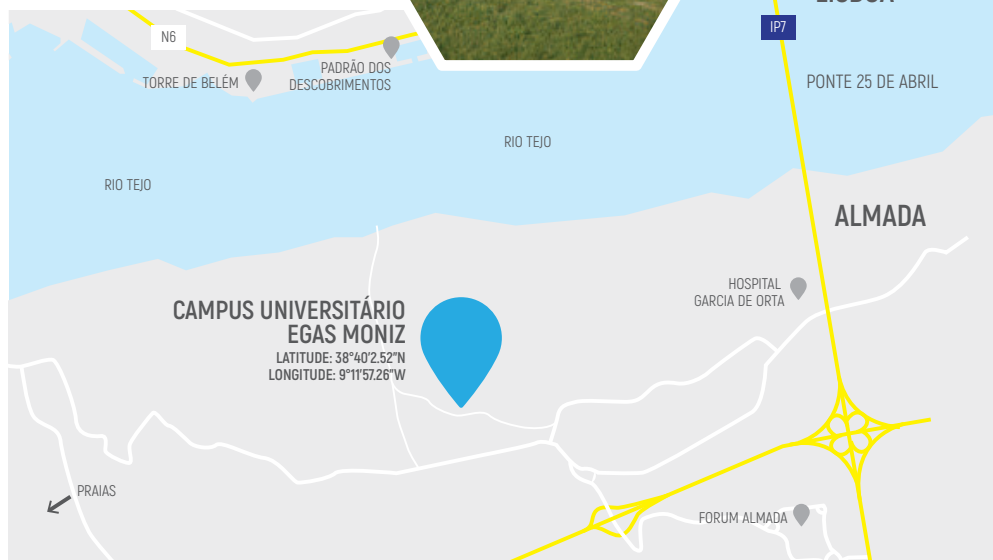 N6
IP7
PADRÃO DOS
DESCOBRIMENTOS
TORRE DE BELÉM
PONTE 25 DE ABRIL
RIO TEJO
RIO TEJO
ALMADA
HOSPITAL
GARCIA DE ORTA
CAMPUS UNIVERSITÁRIO
EGAS MONIZ
LATITUDE: 38°40'2.52"N
LONGITUDE: 9°11'57.26"W
PRAIAS
FORUM ALMADA